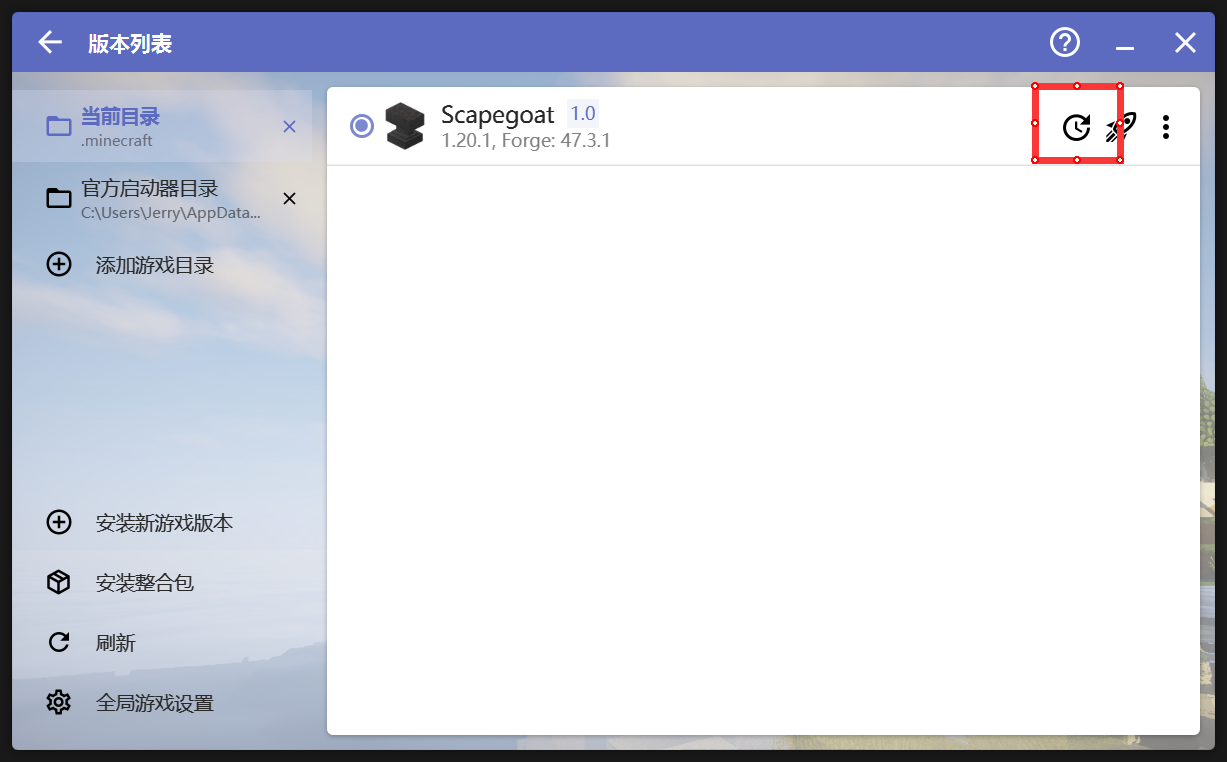 版本列表
当前目录
.minecraft
官方启动器目录
C:\Users\Jerry\AppData...
添加游戏目录
安装新游戏版本
安装整合包
刷新
全局游戏设置
Scapegoat 1.0
1.20.1, Forge: 47.3.1